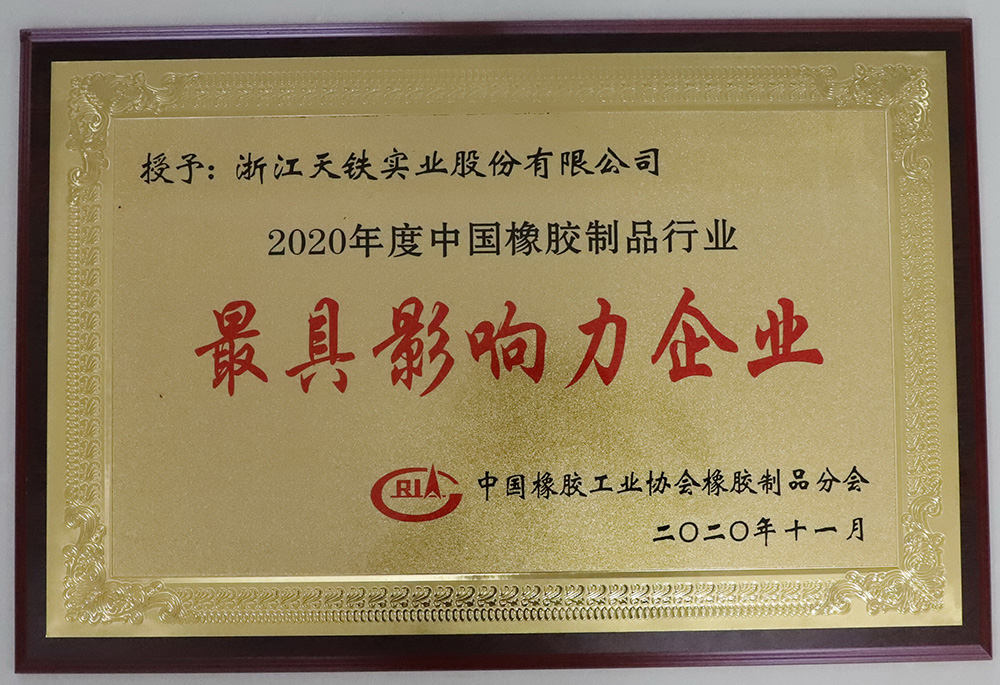 授予：浙江天铁实业股份有限公司
2020年度中国橡胶制品行业
最具影响力企业
CRIA 中国橡胶工业协会橡胶制品分会
二〇二〇年十一月